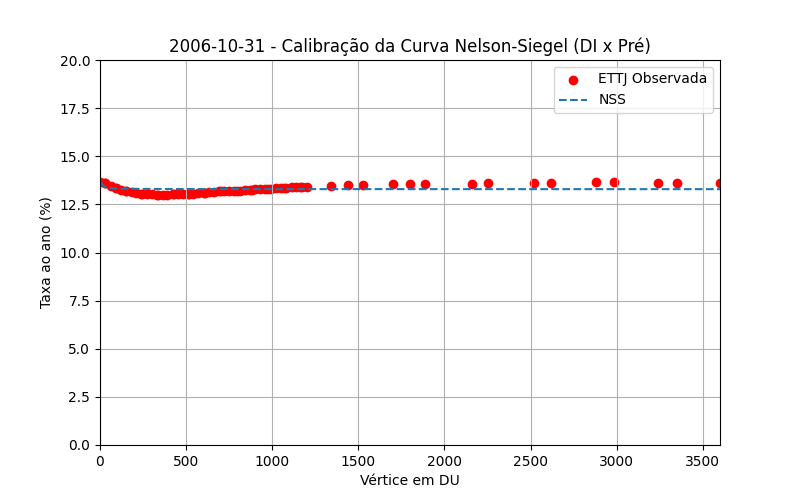 2006-10-31 - Calibração da Curva Nelson-Siegel (DI x Pré)
ETTJ Observada
NSS
20.0
17.5
15.0
12.5
10.0
7.5
5.0
2.5
0.0
Taxa ao ano (%)
0 500 1000 1500 2000 2500 3000 3500
Vértice em DU